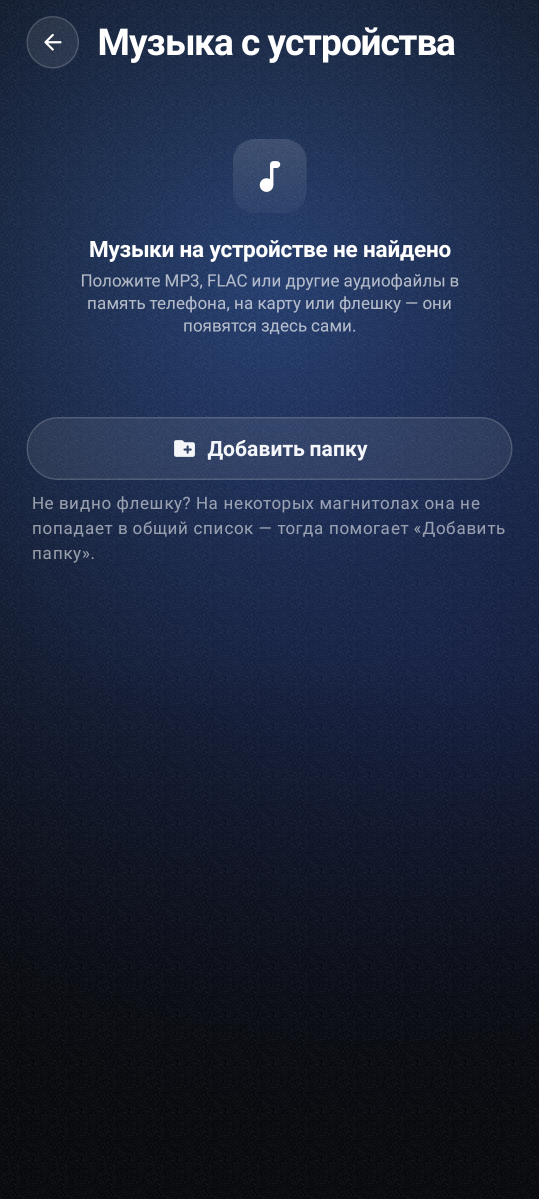 Музыка с устройства
Музыки на устройстве не найдено
Положите MP3, FLAC или другие аудиофайлы в
память телефона, на карту или флешку — они
появятся здесь сами.
Добавить папку
Не видно флешку? На некоторых магнитолах она не
попадает в общий список — тогда помогает «Добавить
папку».